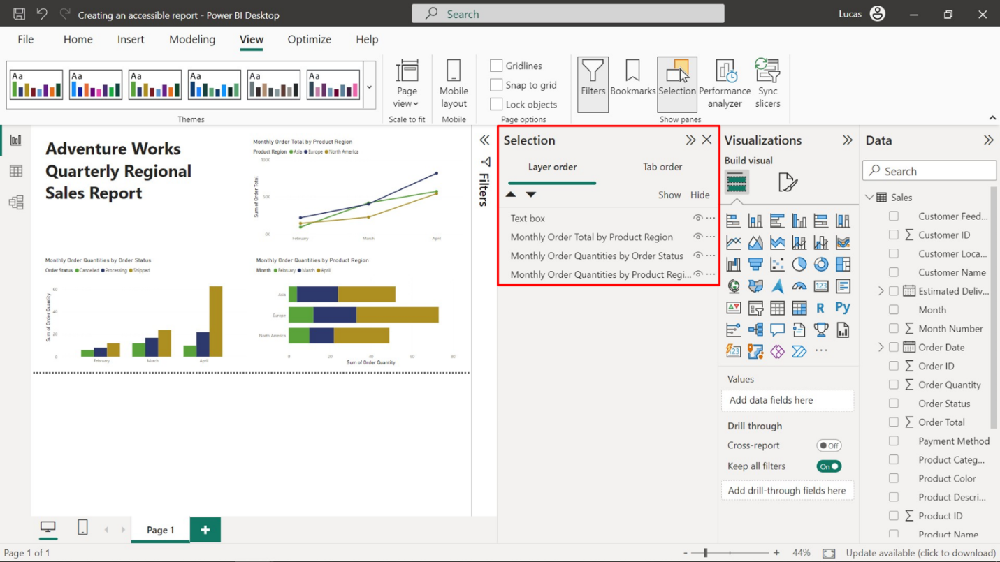 Creating an accessible report - Power BI Desktop
Search
Lucas
File Home Insert Modeling View Optimize Help
Aa Aa Aa Aa Aa Aa
Themes
Page view
Scale to fit
Mobile layout
Mobile
Gridlines
Snap to grid
Lock objects
Page options
Filters
Bookmarks
Selection
Performance analyzer
Sync slicers
Show panes
Adventure Works
Quarterly Regional
Sales Report
Monthly Order Total by Product Region
Product Region Asia Europe North America
100K
50K
0K
Sum of Order Total
February March April
Monthly Order Quantities by Order Status
Order Status Cancelled Processing Shipped
60
40
20
0
Sum of Order Quantity
February March April
Monthly Order Quantities by Product Region
Month February March April
Asia
Europe
North America
0 20 40 60 80
Sum of Order Quantity
Filters
Selection
Layer order Tab order
Show Hide
Text box
Monthly Order Total by Product Region
Monthly Order Quantities by Order Status
Monthly Order Quantities by Product Regi...
Visualizations
Build visual
123
R Py
123
Values
Add data fields here
Drill through
Cross-report Off
Keep all filters On
Add drill-through fields here
Data
Search
Sales
Customer Feed...
Customer ID
Customer Loca...
Customer Name
Estimated Deliv...
Month
Month Number
Order Date
Order ID
Order Quantity
Order Status
Order Total
Payment Method
Product Categ...
Product Color
Product Descri...
Product ID
Product Name
Page 1
Page 1 of 1
- + 44%
Update available (click to download)